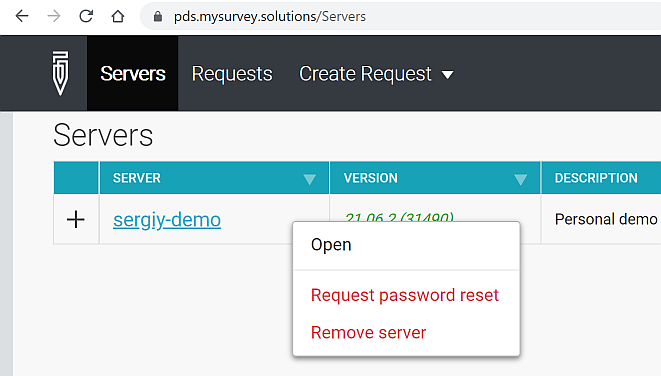 pds.mysurvey.solutions/Servers
Servers Requests Create Request
Servers
SERVER VERSION DESCRIPTION
sergiy-demo 21.06.2 (31490) Personal demo
Open
Request password reset
Remove server